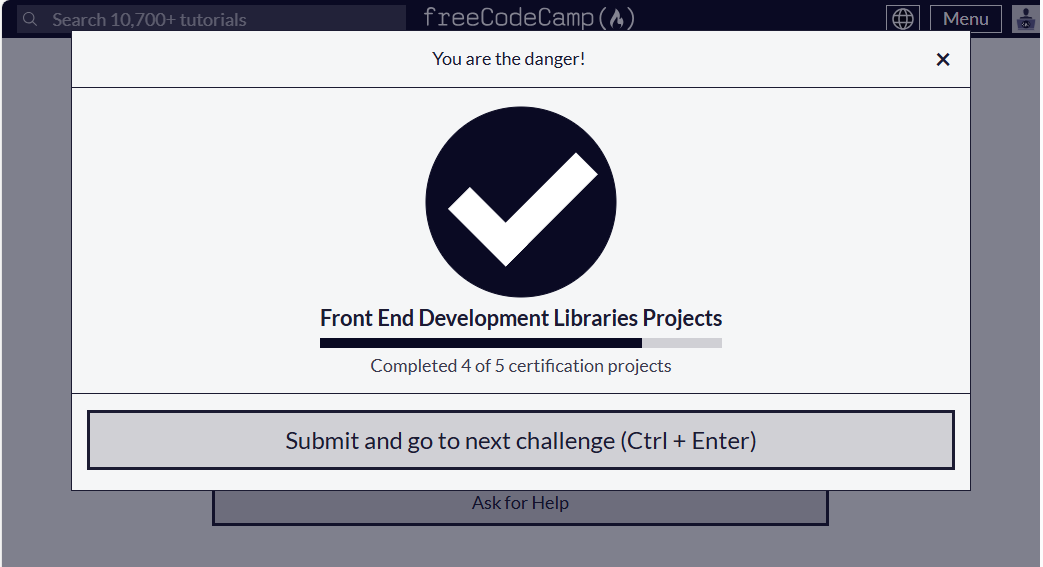 Search 10,700+ tutorials
freeCodeCamp
Menu
You are the danger!
Front End Development Libraries Projects
Completed 4 of 5 certification projects
Submit and go to next challenge (Ctrl + Enter)
Ask for Help